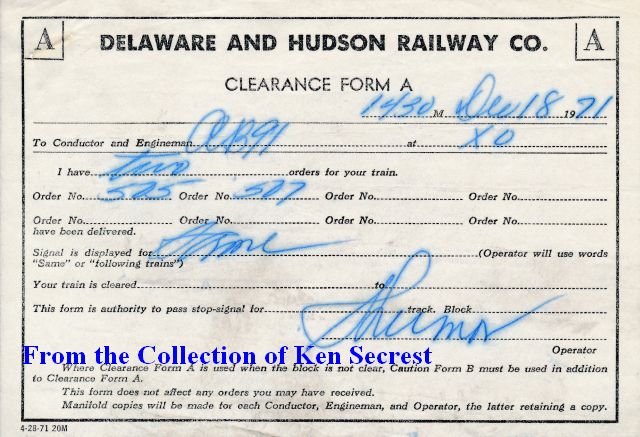 A DELAWARE AND HUDSON RAILWAY CO. A
CLEARANCE FORM A
1430 M Dec 18 1971
To Conductor and Engineman at XO
I have Two orders for your train.
Order No. 505 Order No. 507 Order No. Order No.
Order No. Order No. Order No. Order No.
have been delivered.
Signal is displayed for Same (Operator will use words
"Same" or "following trains")
Your train is cleared to
This form is authority to pass stop-signal for track. Block
Operator
From the Collection of Ken Secrest
Where Clearance Form A is used when the block is not clear, Caution Form B must be used in addition
to Clearance Form A.
This form does not affect any orders you may have received.
Manifold copies will be made for each Conductor, Engineman, and Operator, the latter retaining a copy.
4-28-71 20M